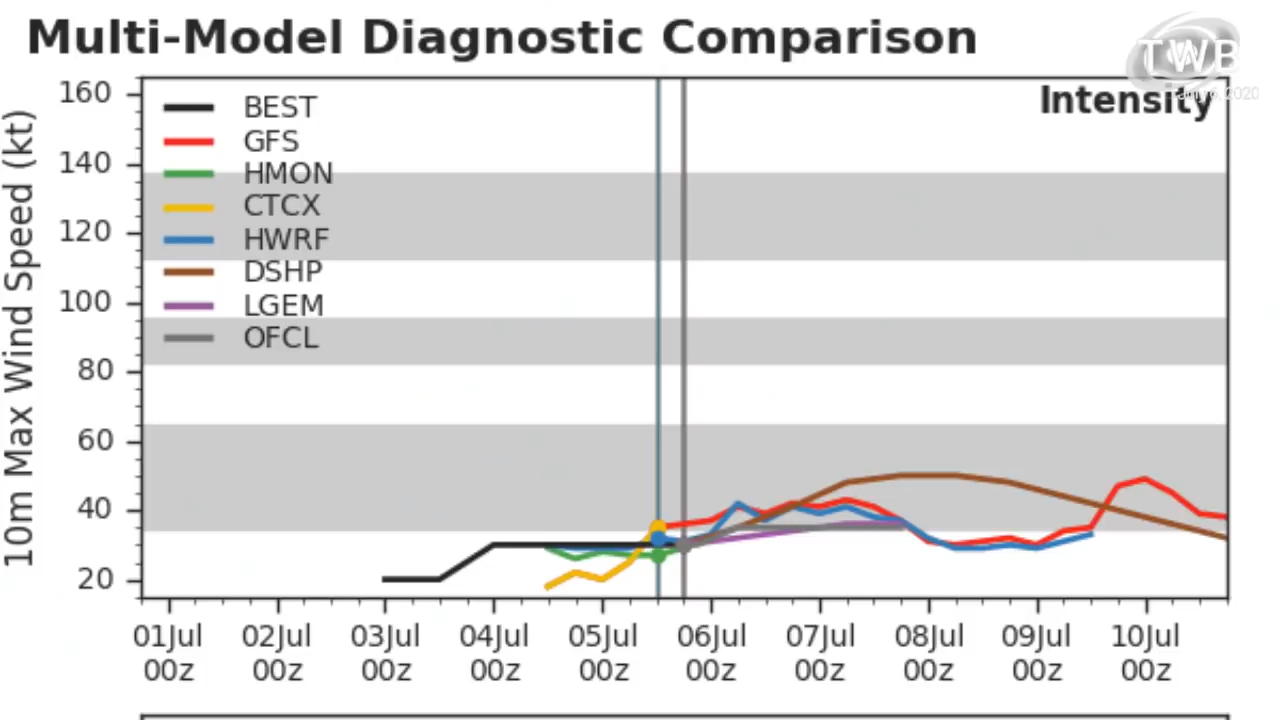 Multi-Model Diagnostic Comparison
TWB
Intensity
10m Max Wind Speed (kt)
160
140
120
100
80
60
40
20
BEST
GFS
HMON
CTCX
HWRF
DSHP
LGEM
OFCL
01Jul 02Jul 03Jul 04Jul 05Jul 06Jul 07Jul 08Jul 09Jul 10Jul
00z 00z 00z 00z 00z 00z 00z 00z 00z 00z